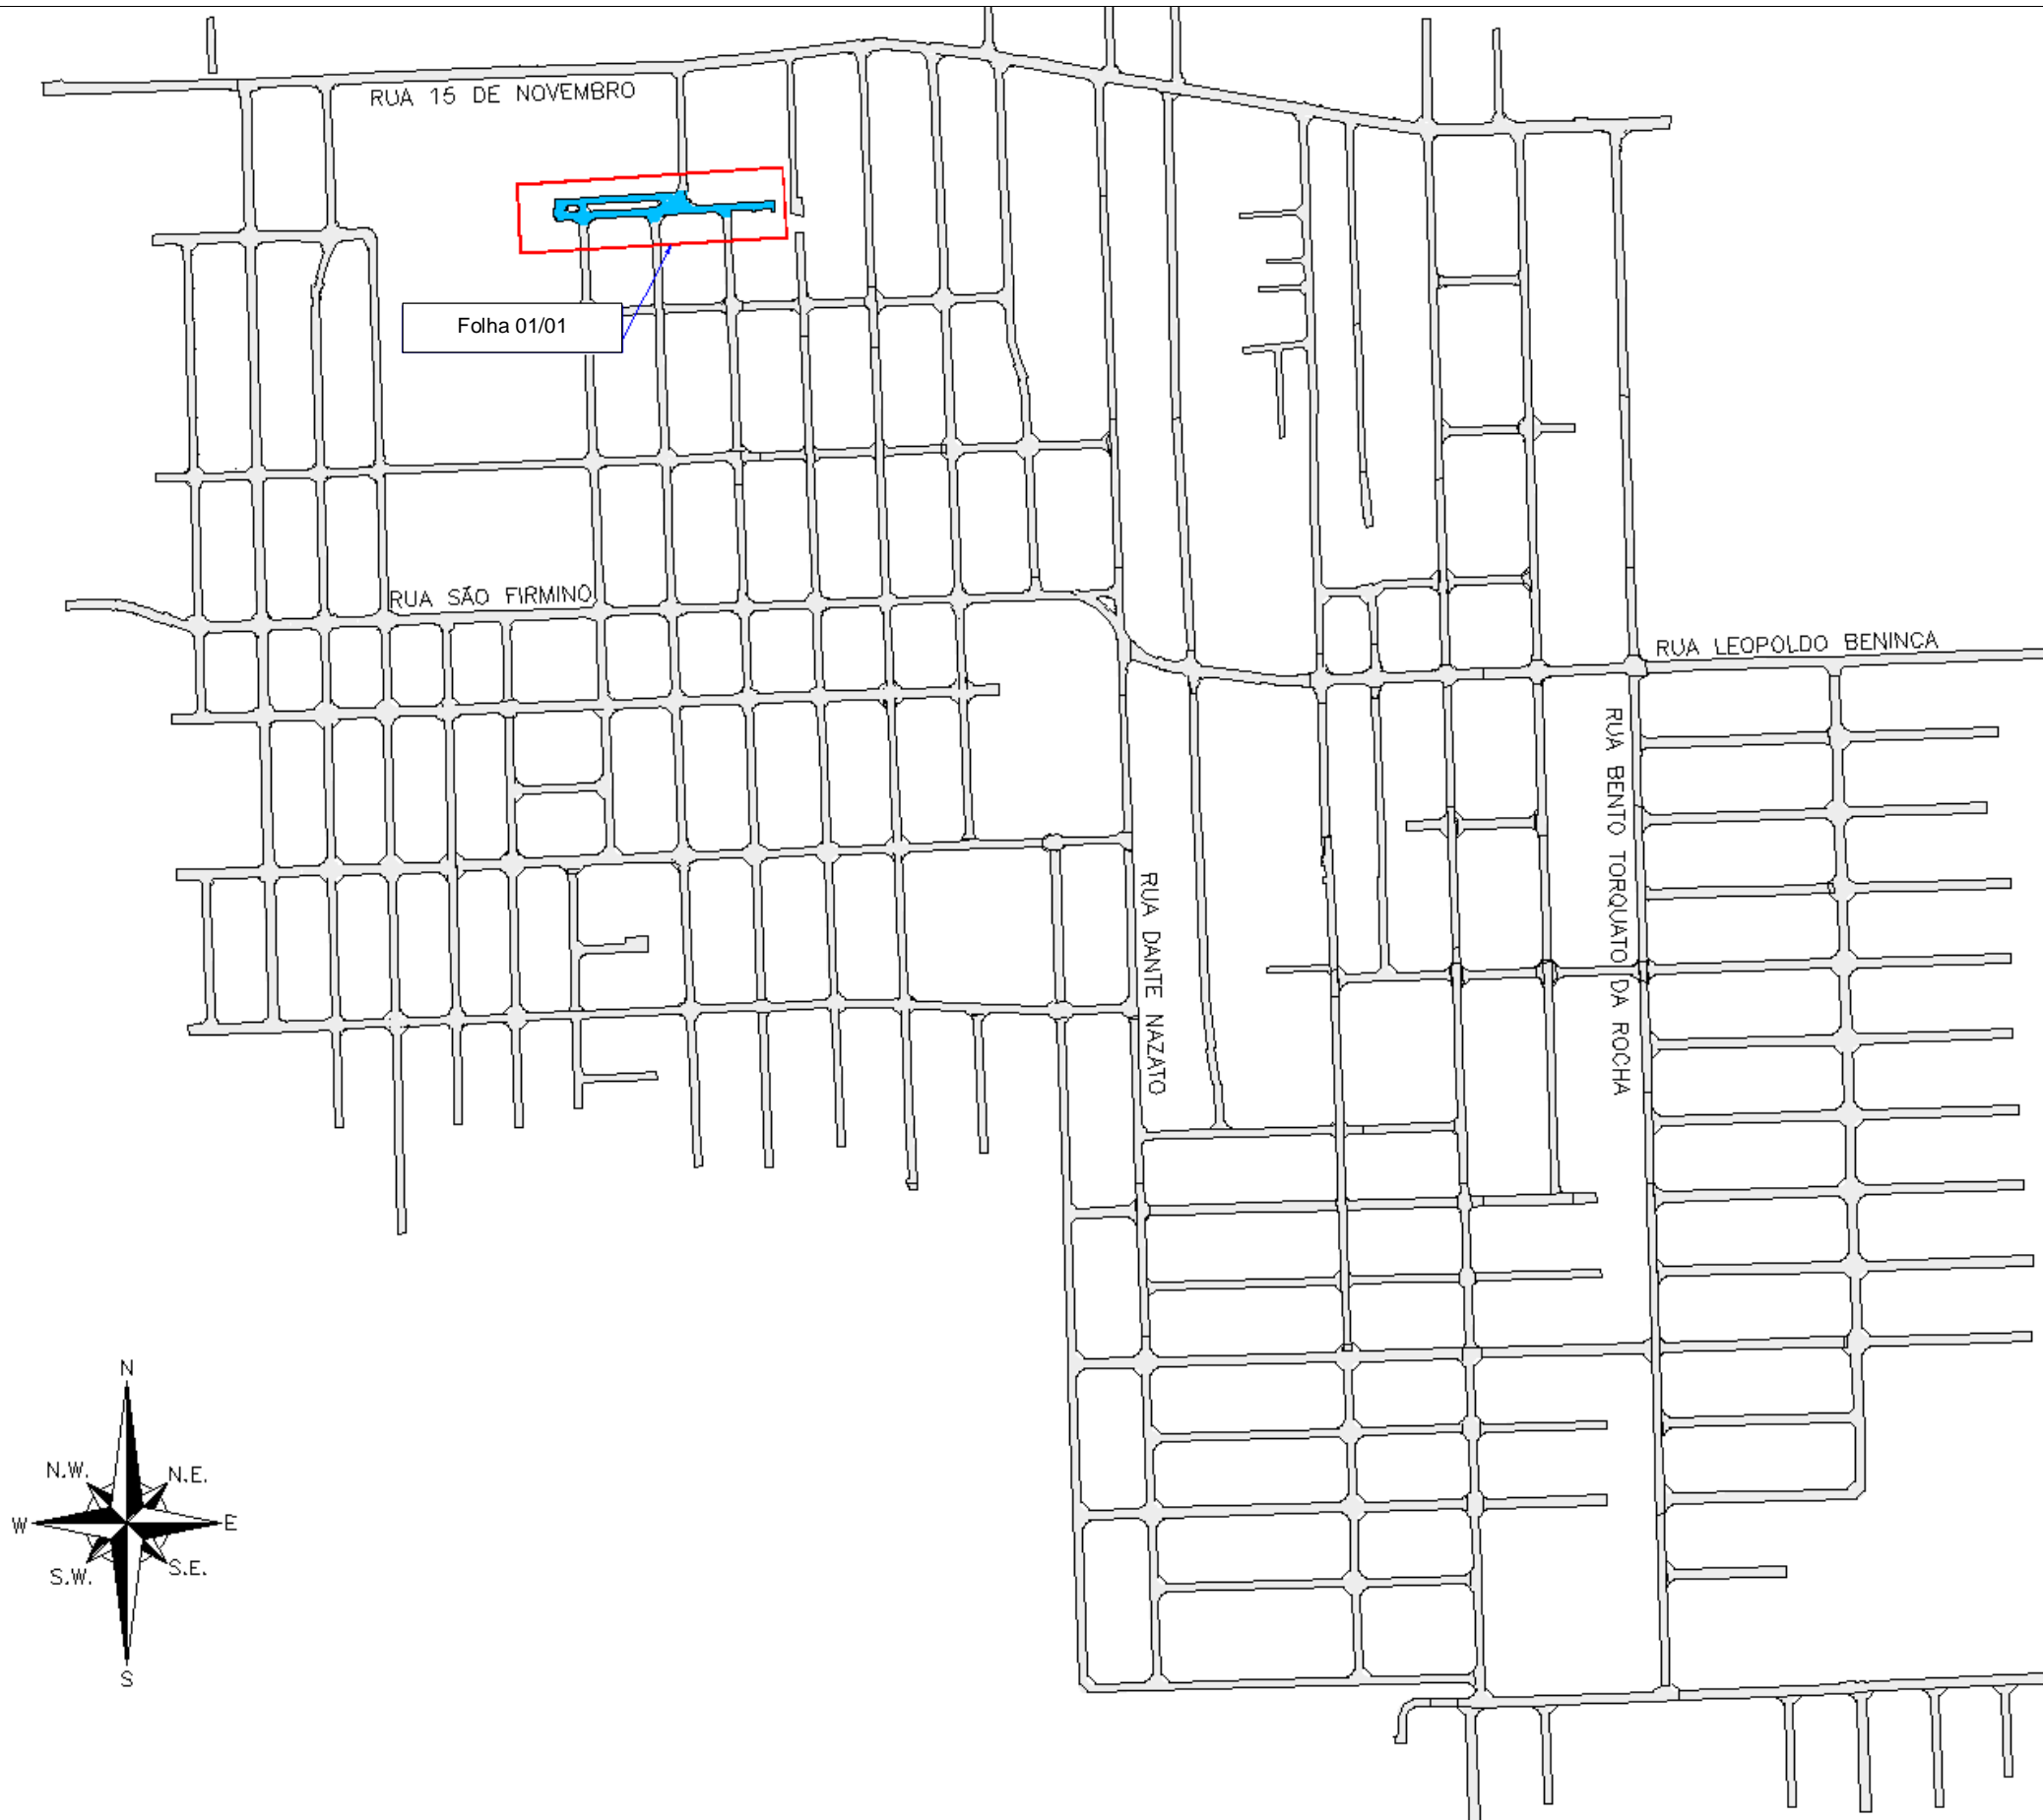 RUA 15 DE NOVEMBRO
Folha 01/01
RUA SÃO FIRMINO
RUA LEOPOLDO BENINCA
RUA BENTO TORQUATO DA ROCHA
RUA DANTE NAZATO
N
N.W.
N.E.
W
E
S.W.
S.E.
S